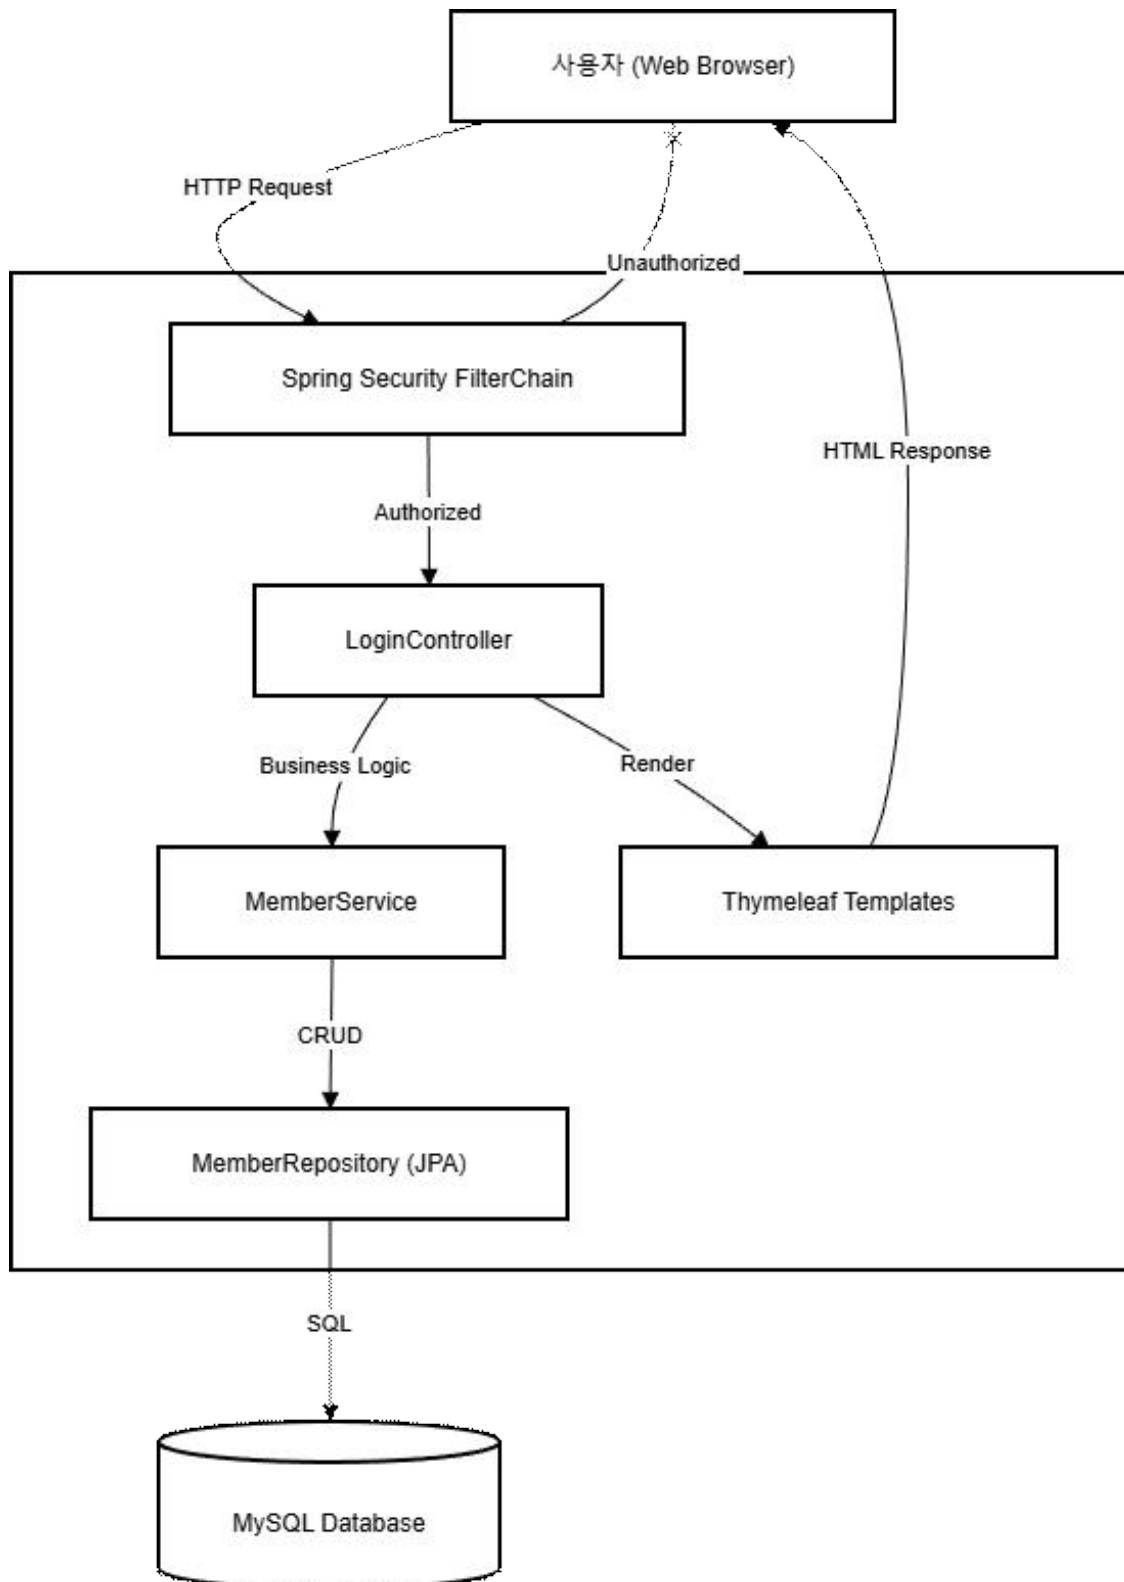 사용자 (Web Browser)
HTTP Request
Unauthorized
Spring Security FilterChain
HTML Response
Authorized
LoginController
Business Logic
Render
MemberService
Thymeleaf Templates
CRUD
MemberRepository (JPA)
SQL
MySQL Database